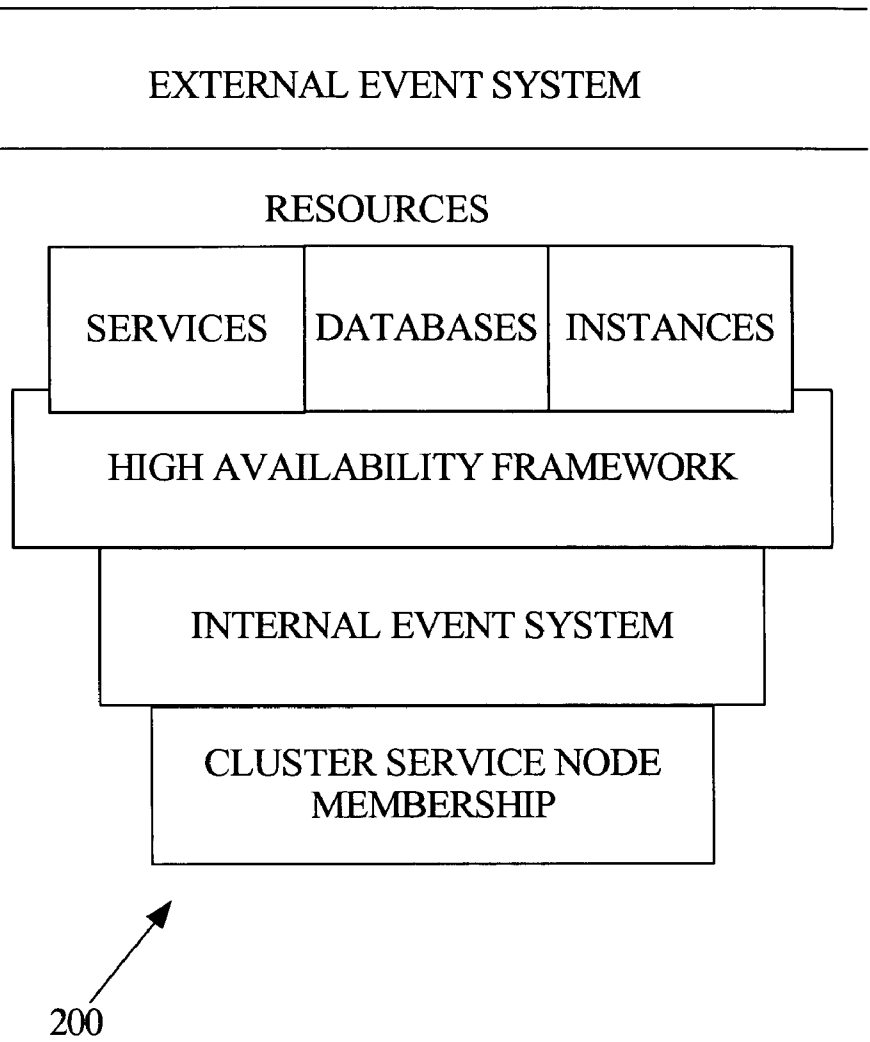 EXTERNAL EVENT SYSTEM
RESOURCES
SERVICES
DATABASES
INSTANCES
HIGH AVAILABILITY FRAMEWORK
INTERNAL EVENT SYSTEM
CLUSTER SERVICE NODE
MEMBERSHIP
200